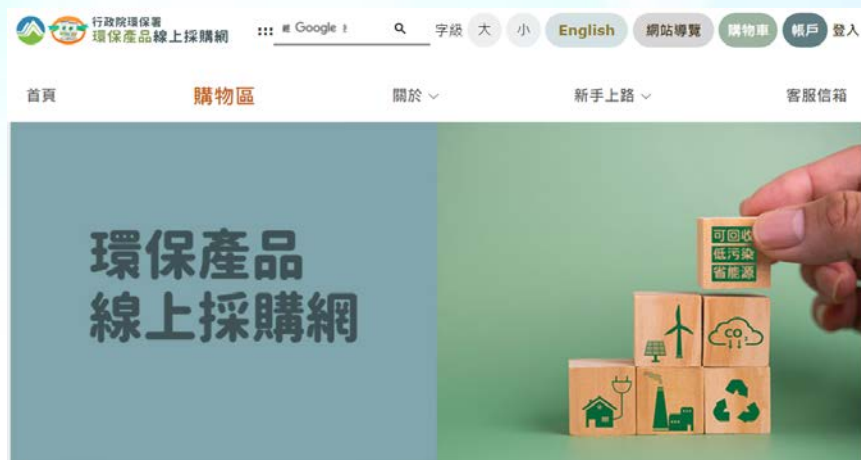 行政院環保署
環保產品線上採購網
::: Google 字級 大 小 English 網站導覽 購物車 帳戶 登入
首頁 購物區 關於 新手上路 客服信箱
環保產品
線上採購網
可回收
低污染
省能源
CO₂